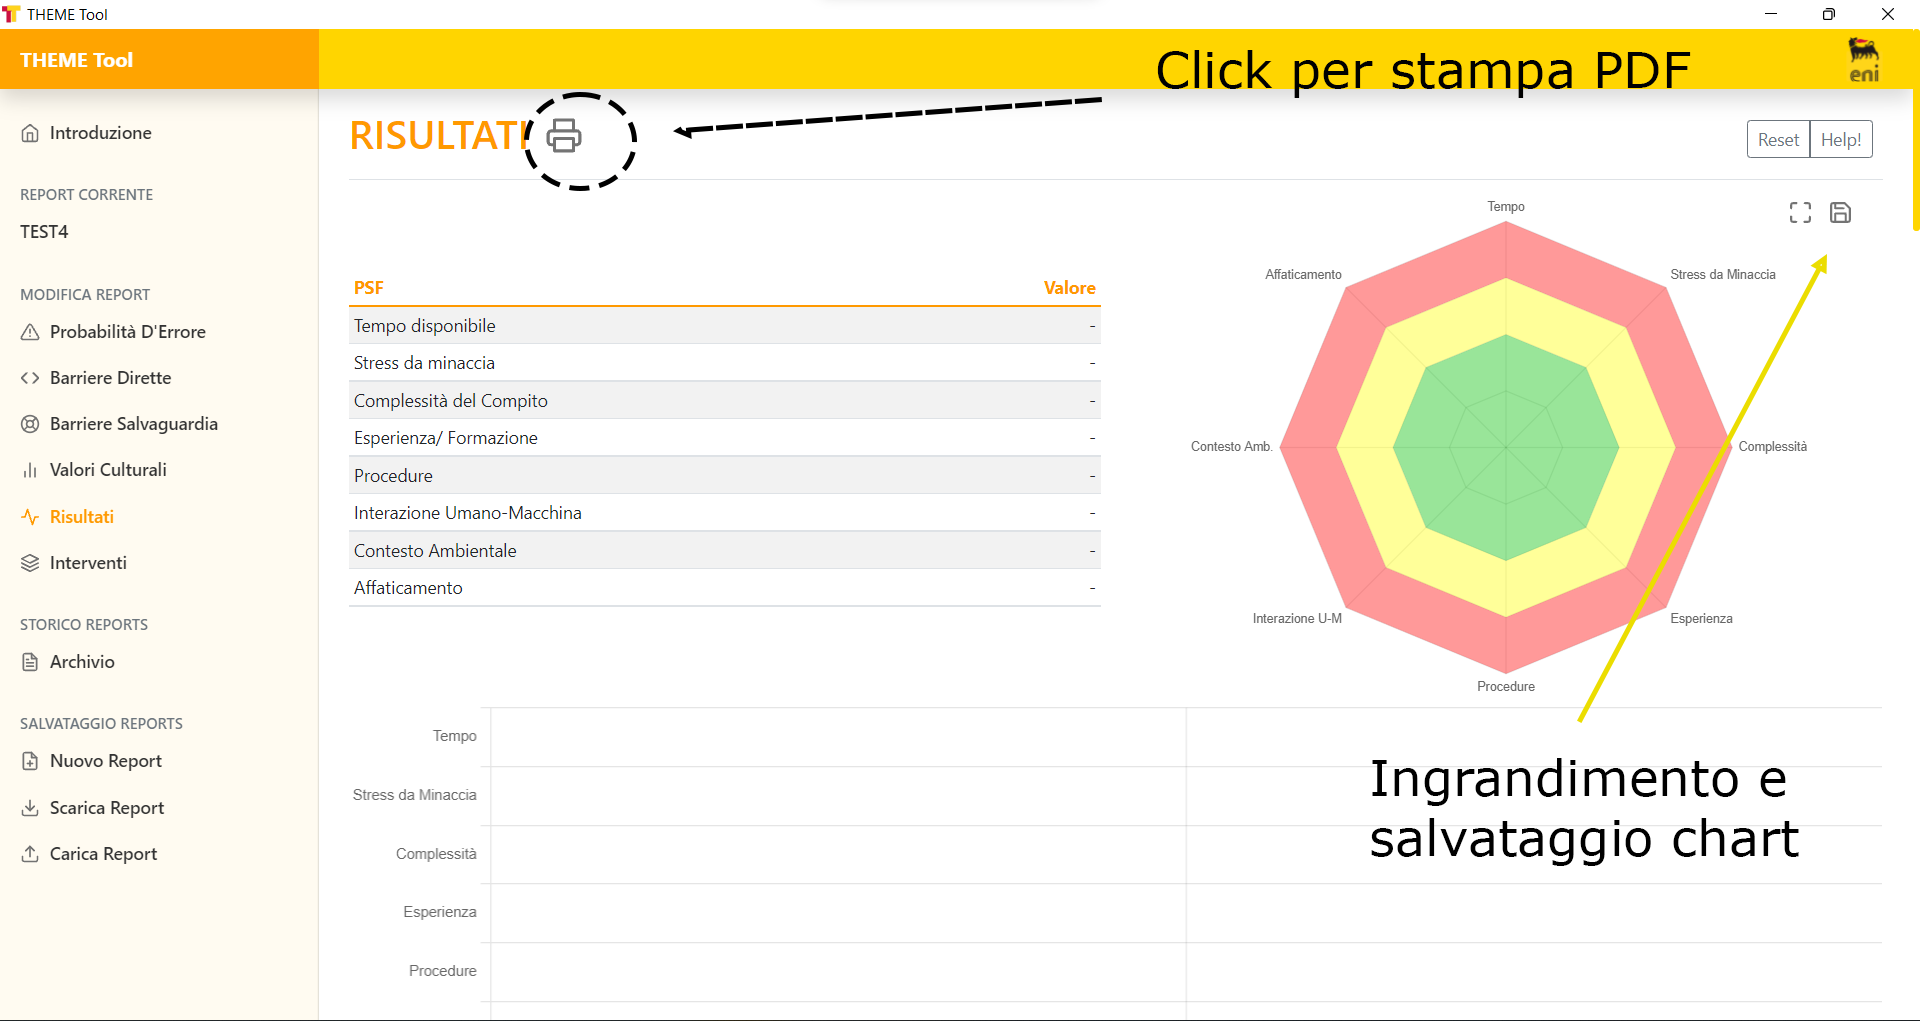 THEME Tool
THEME Tool
Click per stampa PDF
eni
Introduzione
REPORT CORRENTE
TEST4
MODIFICA REPORT
Probabilità D'Errore
Barriere Dirette
Barriere Salvaguardia
Valori Culturali
Risultati
Interventi
STORICO REPORTS
Archivio
SALVATAGGIO REPORTS
Nuovo Report
Scarica Report
Carica Report
RISULTATI
Reset Help!
PSF Valore
Tempo disponibile -
Stress da minaccia -
Complessità del Compito -
Esperienza/ Formazione -
Procedure -
Interazione Umano-Macchina -
Contesto Ambientale -
Affaticamento -
Tempo
Stress da Minaccia
Complessità
Esperienza
Procedure
Interazione U-M
Contesto Amb.
Affaticamento
Tempo
Stress da Minaccia
Complessità
Esperienza
Procedure
Ingrandimento e
salvataggio chart